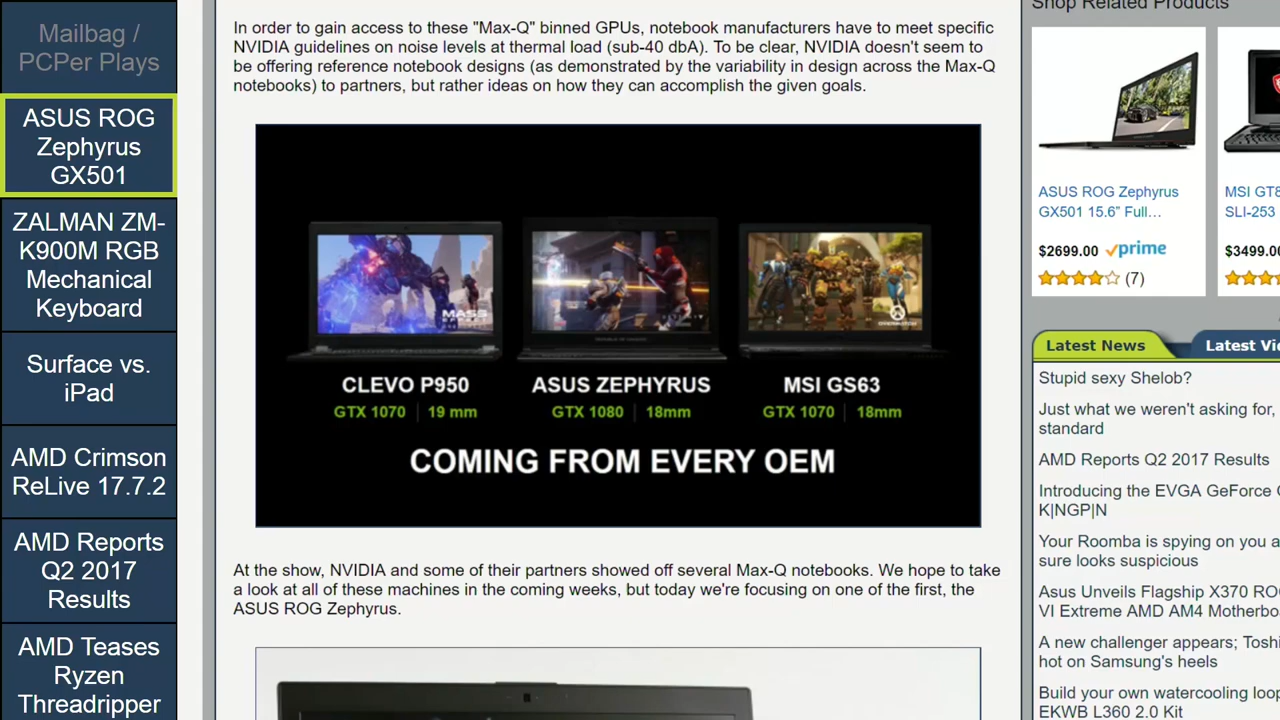 Mailbag /
PCPer Plays
ASUS ROG
Zephyrus
GX501
ZALMAN ZM-
K900M RGB
Mechanical
Keyboard
Surface vs.
iPad
AMD Crimson
ReLive 17.7.2
AMD Reports
Q2 2017
Results
AMD Teases
Ryzen
Threadripper
In order to gain access to these "Max-Q" binned GPUs, notebook manufacturers have to meet specific
NVIDIA guidelines on noise levels at thermal load (sub-40 dbA). To be clear, NVIDIA doesn't seem to
be offering reference notebook designs (as demonstrated by the variability in design across the Max-Q
notebooks) to partners, but rather ideas on how they can accomplish the given goals.
MASS
OVERWATCH
CLEVO P950
GTX 1070 | 19 mm
ASUS ZEPHYRUS
GTX 1080 | 18mm
MSI GS63
GTX 1070 | 18mm
COMING FROM EVERY OEM
At the show, NVIDIA and some of their partners showed off several Max-Q notebooks. We hope to take
a look at all of these machines in the coming weeks, but today we're focusing on one of the first, the
ASUS ROG Zephyrus.
Shop Related Products
ASUS ROG Zephyrus
GX501 15.6" Full…
$2699.00 prime
(7)
MSI GT8
SLI-253
$3499.0
Latest News
Latest Vi
Stupid sexy Shelob?
Just what we weren't asking for,
standard
AMD Reports Q2 2017 Results
Introducing the EVGA GeForce G
K|NGP|N
Your Roomba is spying on you a
sure looks suspicious
Asus Unveils Flagship X370 RO
VI Extreme AMD AM4 Motherbo
A new challenger appears; Toshi
hot on Samsung's heels
Build your own watercooling loop
EKWB L360 2.0 Kit